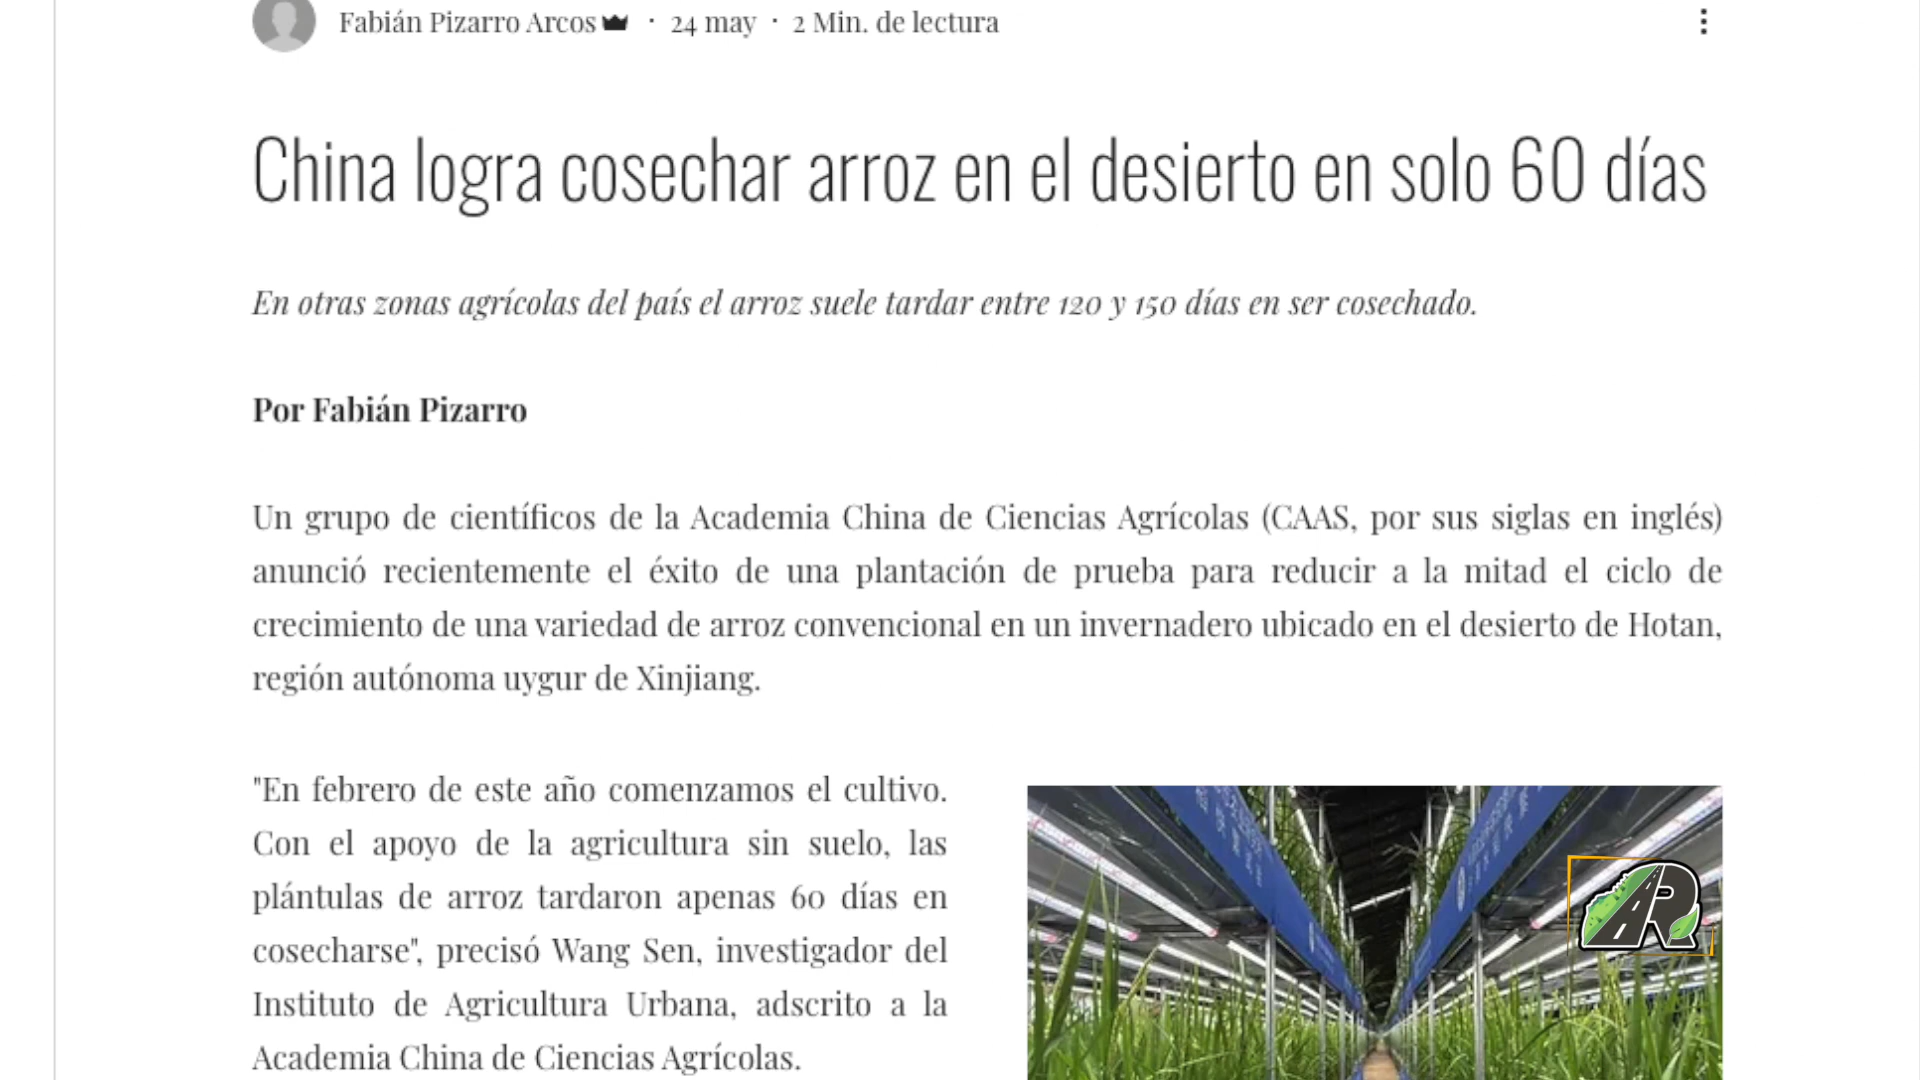 Fabián Pizarro Arcos · 24 may · 2 Min. de lectura
China logra cosechar arroz en el desierto en solo 60 días
En otras zonas agrícolas del país el arroz suele tardar entre 120 y 150 días en ser cosechado.
Por Fabián Pizarro
Un grupo de científicos de la Academia China de Ciencias Agrícolas (CAAS, por sus siglas en inglés)
anunció recientemente el éxito de una plantación de prueba para reducir a la mitad el ciclo de
crecimiento de una variedad de arroz convencional en un invernadero ubicado en el desierto de Hotan,
región autónoma uygur de Xinjiang.
"En febrero de este año comenzamos el cultivo.
Con el apoyo de la agricultura sin suelo, las
plántulas de arroz tardaron apenas 60 días en
cosecharse", precisó Wang Sen, investigador del
Instituto de Agricultura Urbana, adscrito a la
Academia China de Ciencias Agrícolas.
R